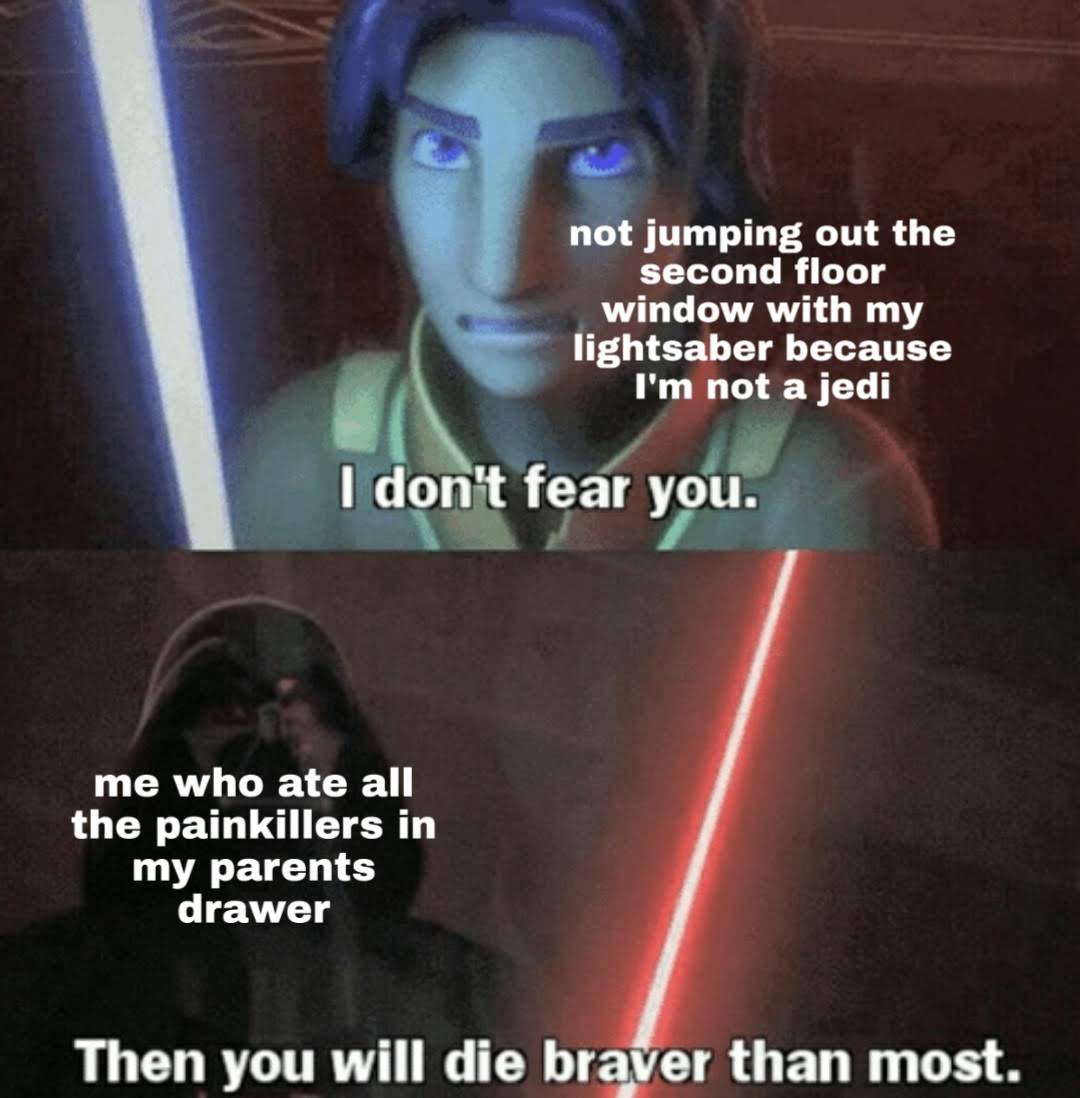 not jumping out the
second floor
window with my
lightsaber because
I'm not a jedi
I don't fear you.
me who ate all
the painkillers in
my parents
drawer
Then you will die braver than most.